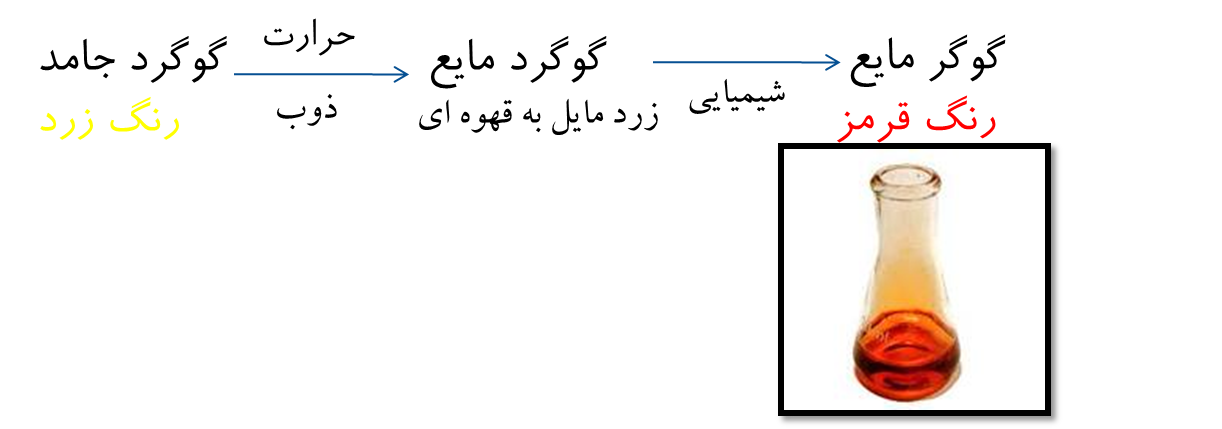 گوگرد جامد
رنگ زرد
حرارت
ذوب
گوگرد مایع
زرد مایل به قهوه ای
شیمیایی
گوگر مایع
رنگ قرمز